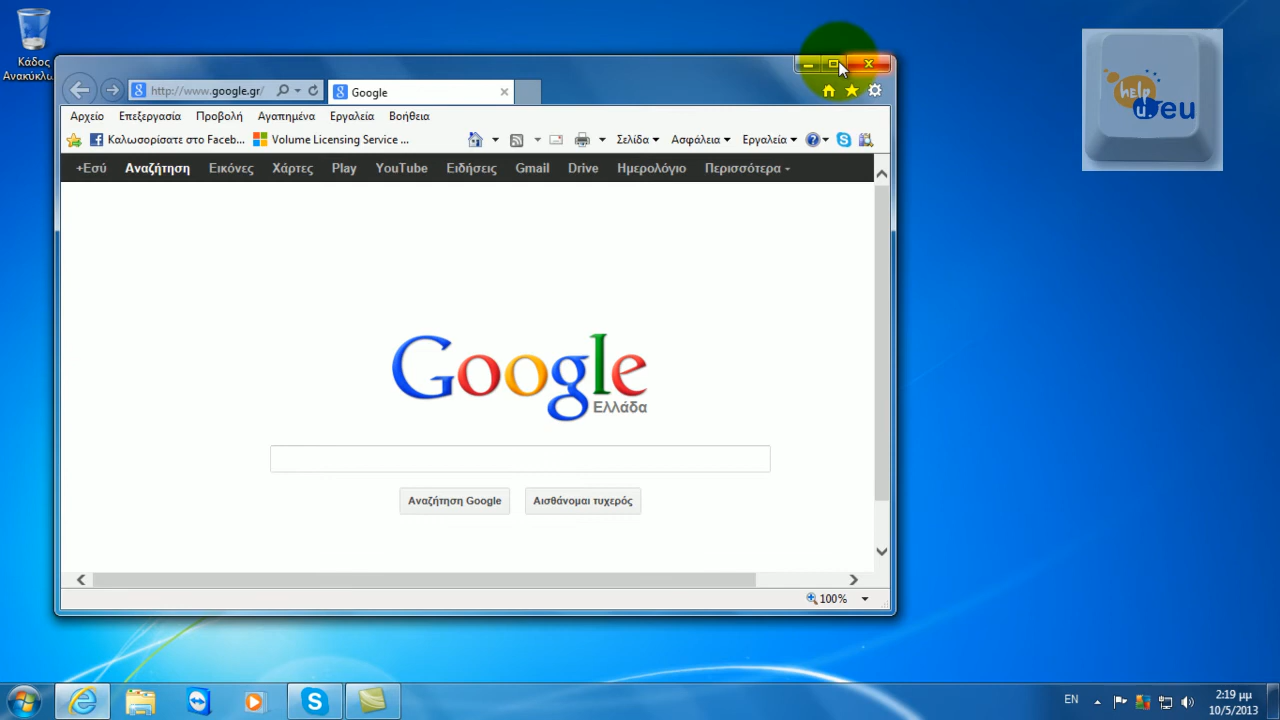 Κάδος
Ανακύκλω...
help
u.eu
http://www.google.gr/
Google
Αρχείο Επεξεργασία Προβολή Αγαπημένα Εργαλεία Βοήθεια
Καλωσορίσατε στο Faceb... Volume Licensing Service ... Σελίδα Ασφάλεια Εργαλεία
+Εσύ Αναζήτηση Εικόνες Χάρτες Play YouTube Ειδήσεις Gmail Drive Ημερολόγιο Περισσότερα
Google
Ελλάδα
Αναζήτηση Google Αισθάνομαι τυχερός
100%
EN
2:19 μμ
10/5/2013